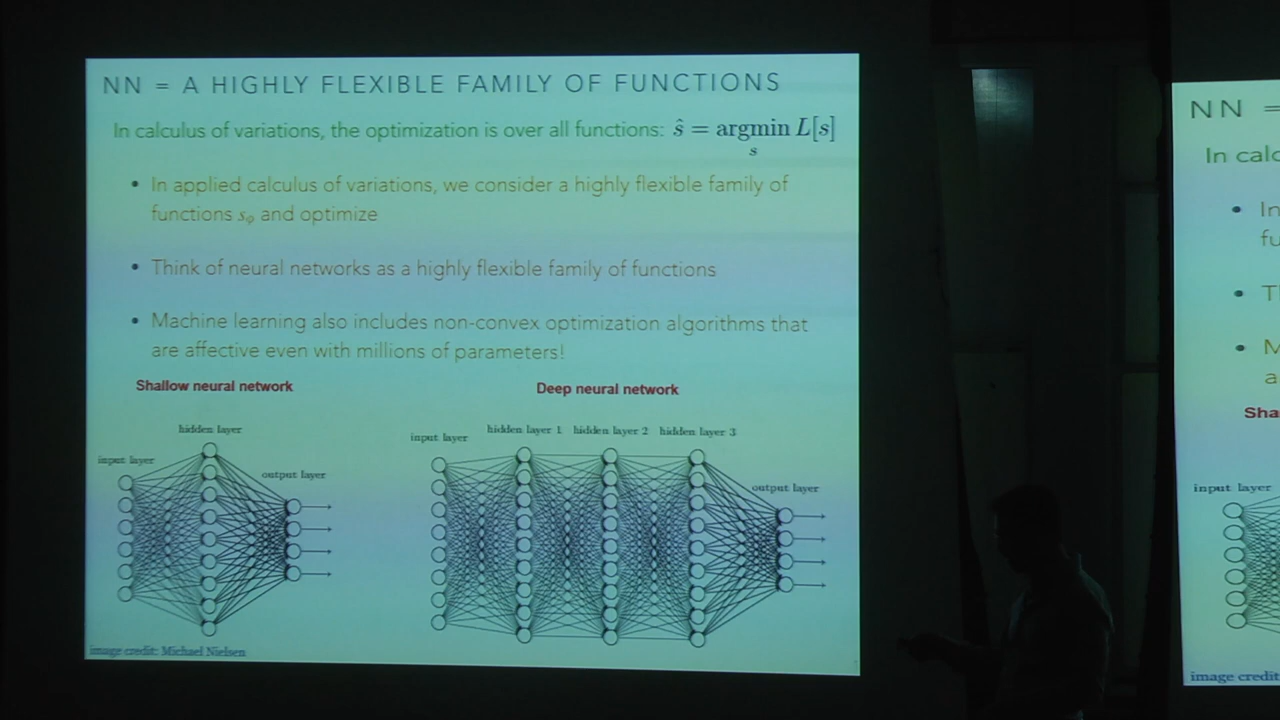 NN = A HIGHLY FLEXIBLE FAMILY OF FUNCTIONS
In calculus of variations, the optimization is over all functions: ŝ = argmin L[s]
s
• In applied calculus of variations, we consider a highly flexible family of
functions sφ and optimize
• Think of neural networks as a highly flexible family of functions
• Machine learning also includes non-convex optimization algorithms that
are affective even with millions of parameters!
Shallow neural network
Deep neural network
hidden layer
input layer
output layer
input layer
hidden layer 1 hidden layer 2 hidden layer 3
output layer
image credit: Michael Nielsen
NN =
In calc
• In
fu
• Th
• M
a
Sha
input layer
image credit